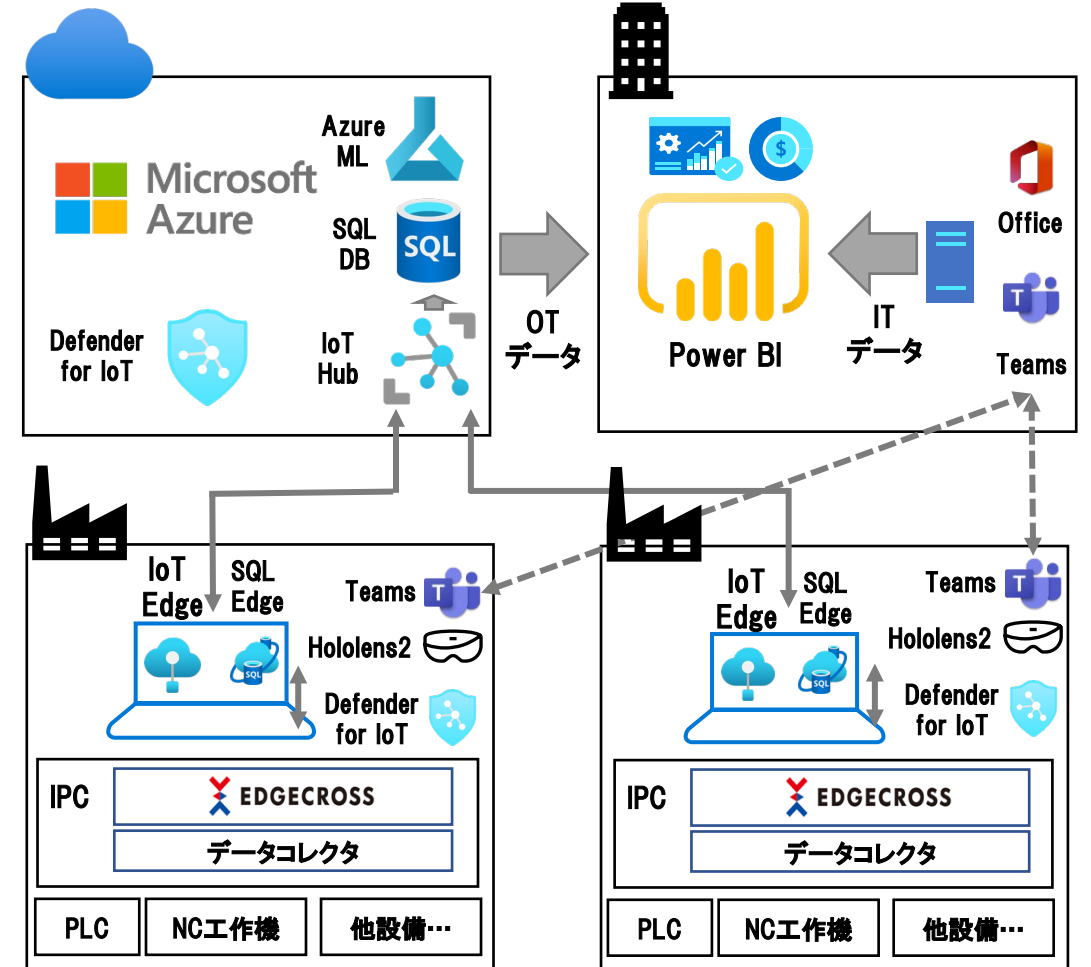 Microsoft
Azure
Azure
ML
SQL
DB
SQL
Defender
for IoT
IoT
Hub
OT
データ
Power BI
IT
データ
$
Office
T
Teams
IoT
Edge
SQL
Edge
SQL
Teams
T
Hololens2
Defender
for IoT
IPC
EDGECROSS
データコレクタ
PLC
NC工作機
他設備…
IoT
Edge
SQL
Edge
SQL
Teams
T
Hololens2
Defender
for IoT
IPC
EDGECROSS
データコレクタ
PLC
NC工作機
他設備…